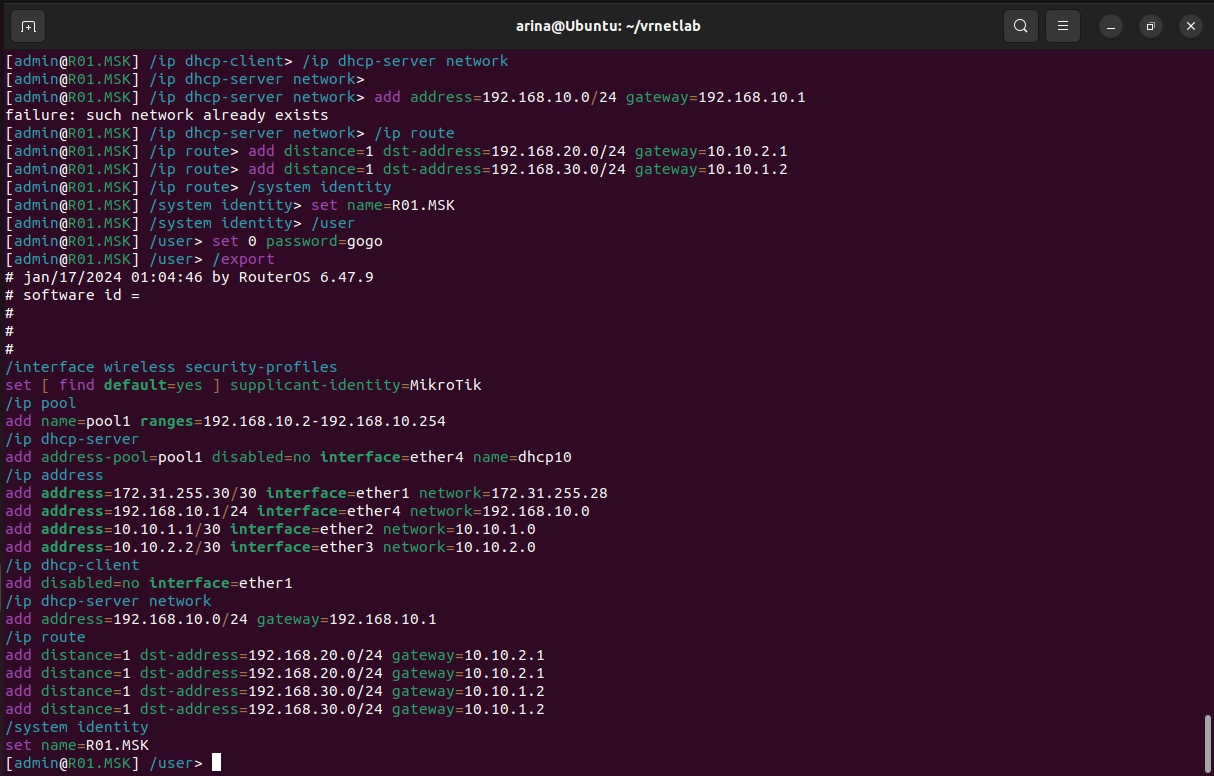 arina@Ubuntu: ~/vrnetlab
[admin@R01.MSK] /ip dhcp-client> /ip dhcp-server network
[admin@R01.MSK] /ip dhcp-server network>
[admin@R01.MSK] /ip dhcp-server network> add address=192.168.10.0/24 gateway=192.168.10.1
failure: such network already exists
[admin@R01.MSK] /ip dhcp-server network> /ip route
[admin@R01.MSK] /ip route> add distance=1 dst-address=192.168.20.0/24 gateway=10.10.2.1
[admin@R01.MSK] /ip route> add distance=1 dst-address=192.168.30.0/24 gateway=10.10.1.2
[admin@R01.MSK] /ip route> /system identity
[admin@R01.MSK] /system identity> set name=R01.MSK
[admin@R01.MSK] /system identity> /user
[admin@R01.MSK] /user> set 0 password=gogo
[admin@R01.MSK] /user> /export
# jan/17/2024 01:04:46 by RouterOS 6.47.9
# software id =
#
#
#
/interface wireless security-profiles
set [ find default=yes ] supplicant-identity=MikroTik
/ip pool
add name=pool1 ranges=192.168.10.2-192.168.10.254
/ip dhcp-server
add address-pool=pool1 disabled=no interface=ether4 name=dhcp10
/ip address
add address=172.31.255.30/30 interface=ether1 network=172.31.255.28
add address=192.168.10.1/24 interface=ether4 network=192.168.10.0
add address=10.10.1.1/30 interface=ether2 network=10.10.1.0
add address=10.10.2.2/30 interface=ether3 network=10.10.2.0
/ip dhcp-client
add disabled=no interface=ether1
/ip dhcp-server network
add address=192.168.10.0/24 gateway=192.168.10.1
/ip route
add distance=1 dst-address=192.168.20.0/24 gateway=10.10.2.1
add distance=1 dst-address=192.168.20.0/24 gateway=10.10.2.1
add distance=1 dst-address=192.168.30.0/24 gateway=10.10.1.2
add distance=1 dst-address=192.168.30.0/24 gateway=10.10.1.2
/system identity
set name=R01.MSK
[admin@R01.MSK] /user>